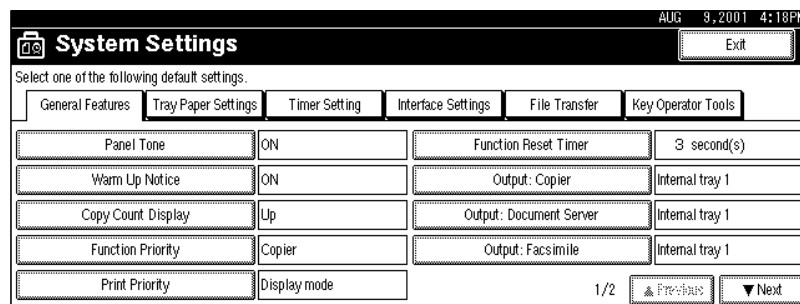 AUG 9,2001 4:18PM
System Settings
Exit
Select one of the following default settings.
General Features Tray Paper Settings Timer Setting Interface Settings File Transfer Key Operator Tools
Panel Tone ON Function Reset Timer 3 second(s)
Warm Up Notice ON Output: Copier Internal tray 1
Copy Count Display Up Output: Document Server Internal tray 1
Function Priority Copier Output: Facsimile Internal tray 1
Print Priority Display mode 1/2 ▲Previous ▼Next